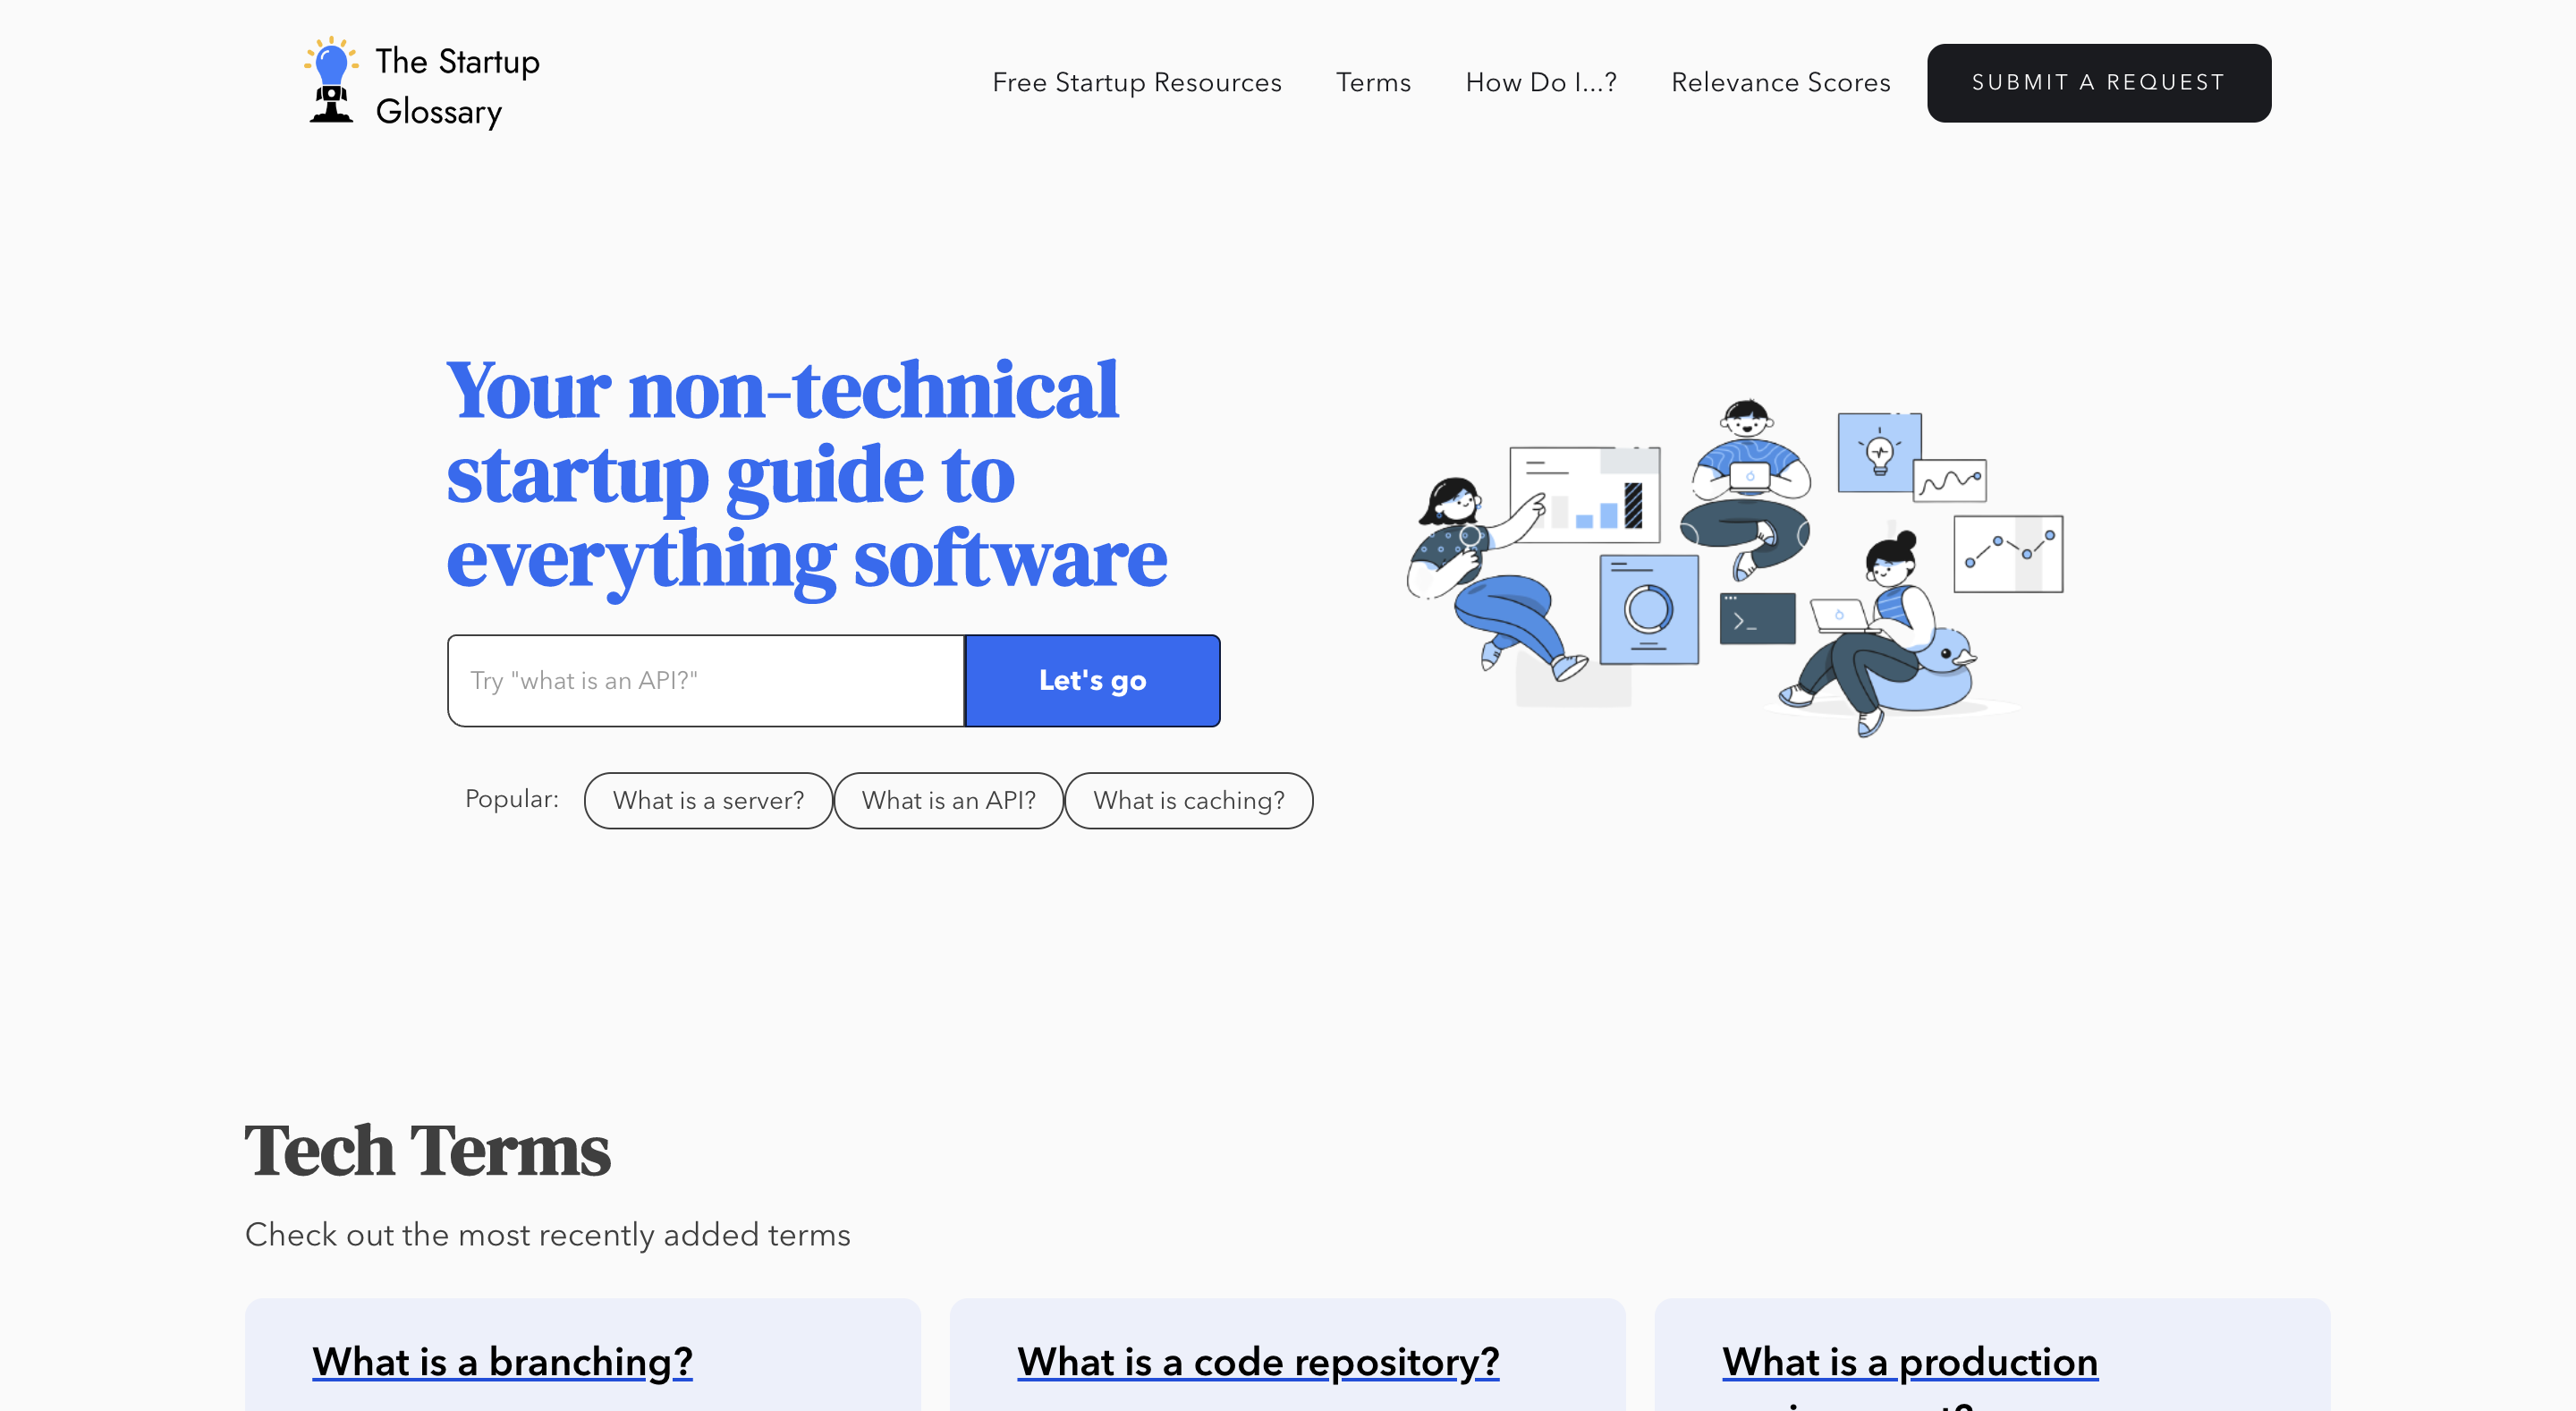 The Startup
Glossary
Free Startup Resources
Terms
How Do I...?
Relevance Scores
SUBMIT A REQUEST
Your non-technical
startup guide to
everything software
Try "what is an API?"
Let's go
Popular:
What is a server?
What is an API?
What is caching?
Tech Terms
Check out the most recently added terms
What is a branching?
What is a code repository?
What is a production